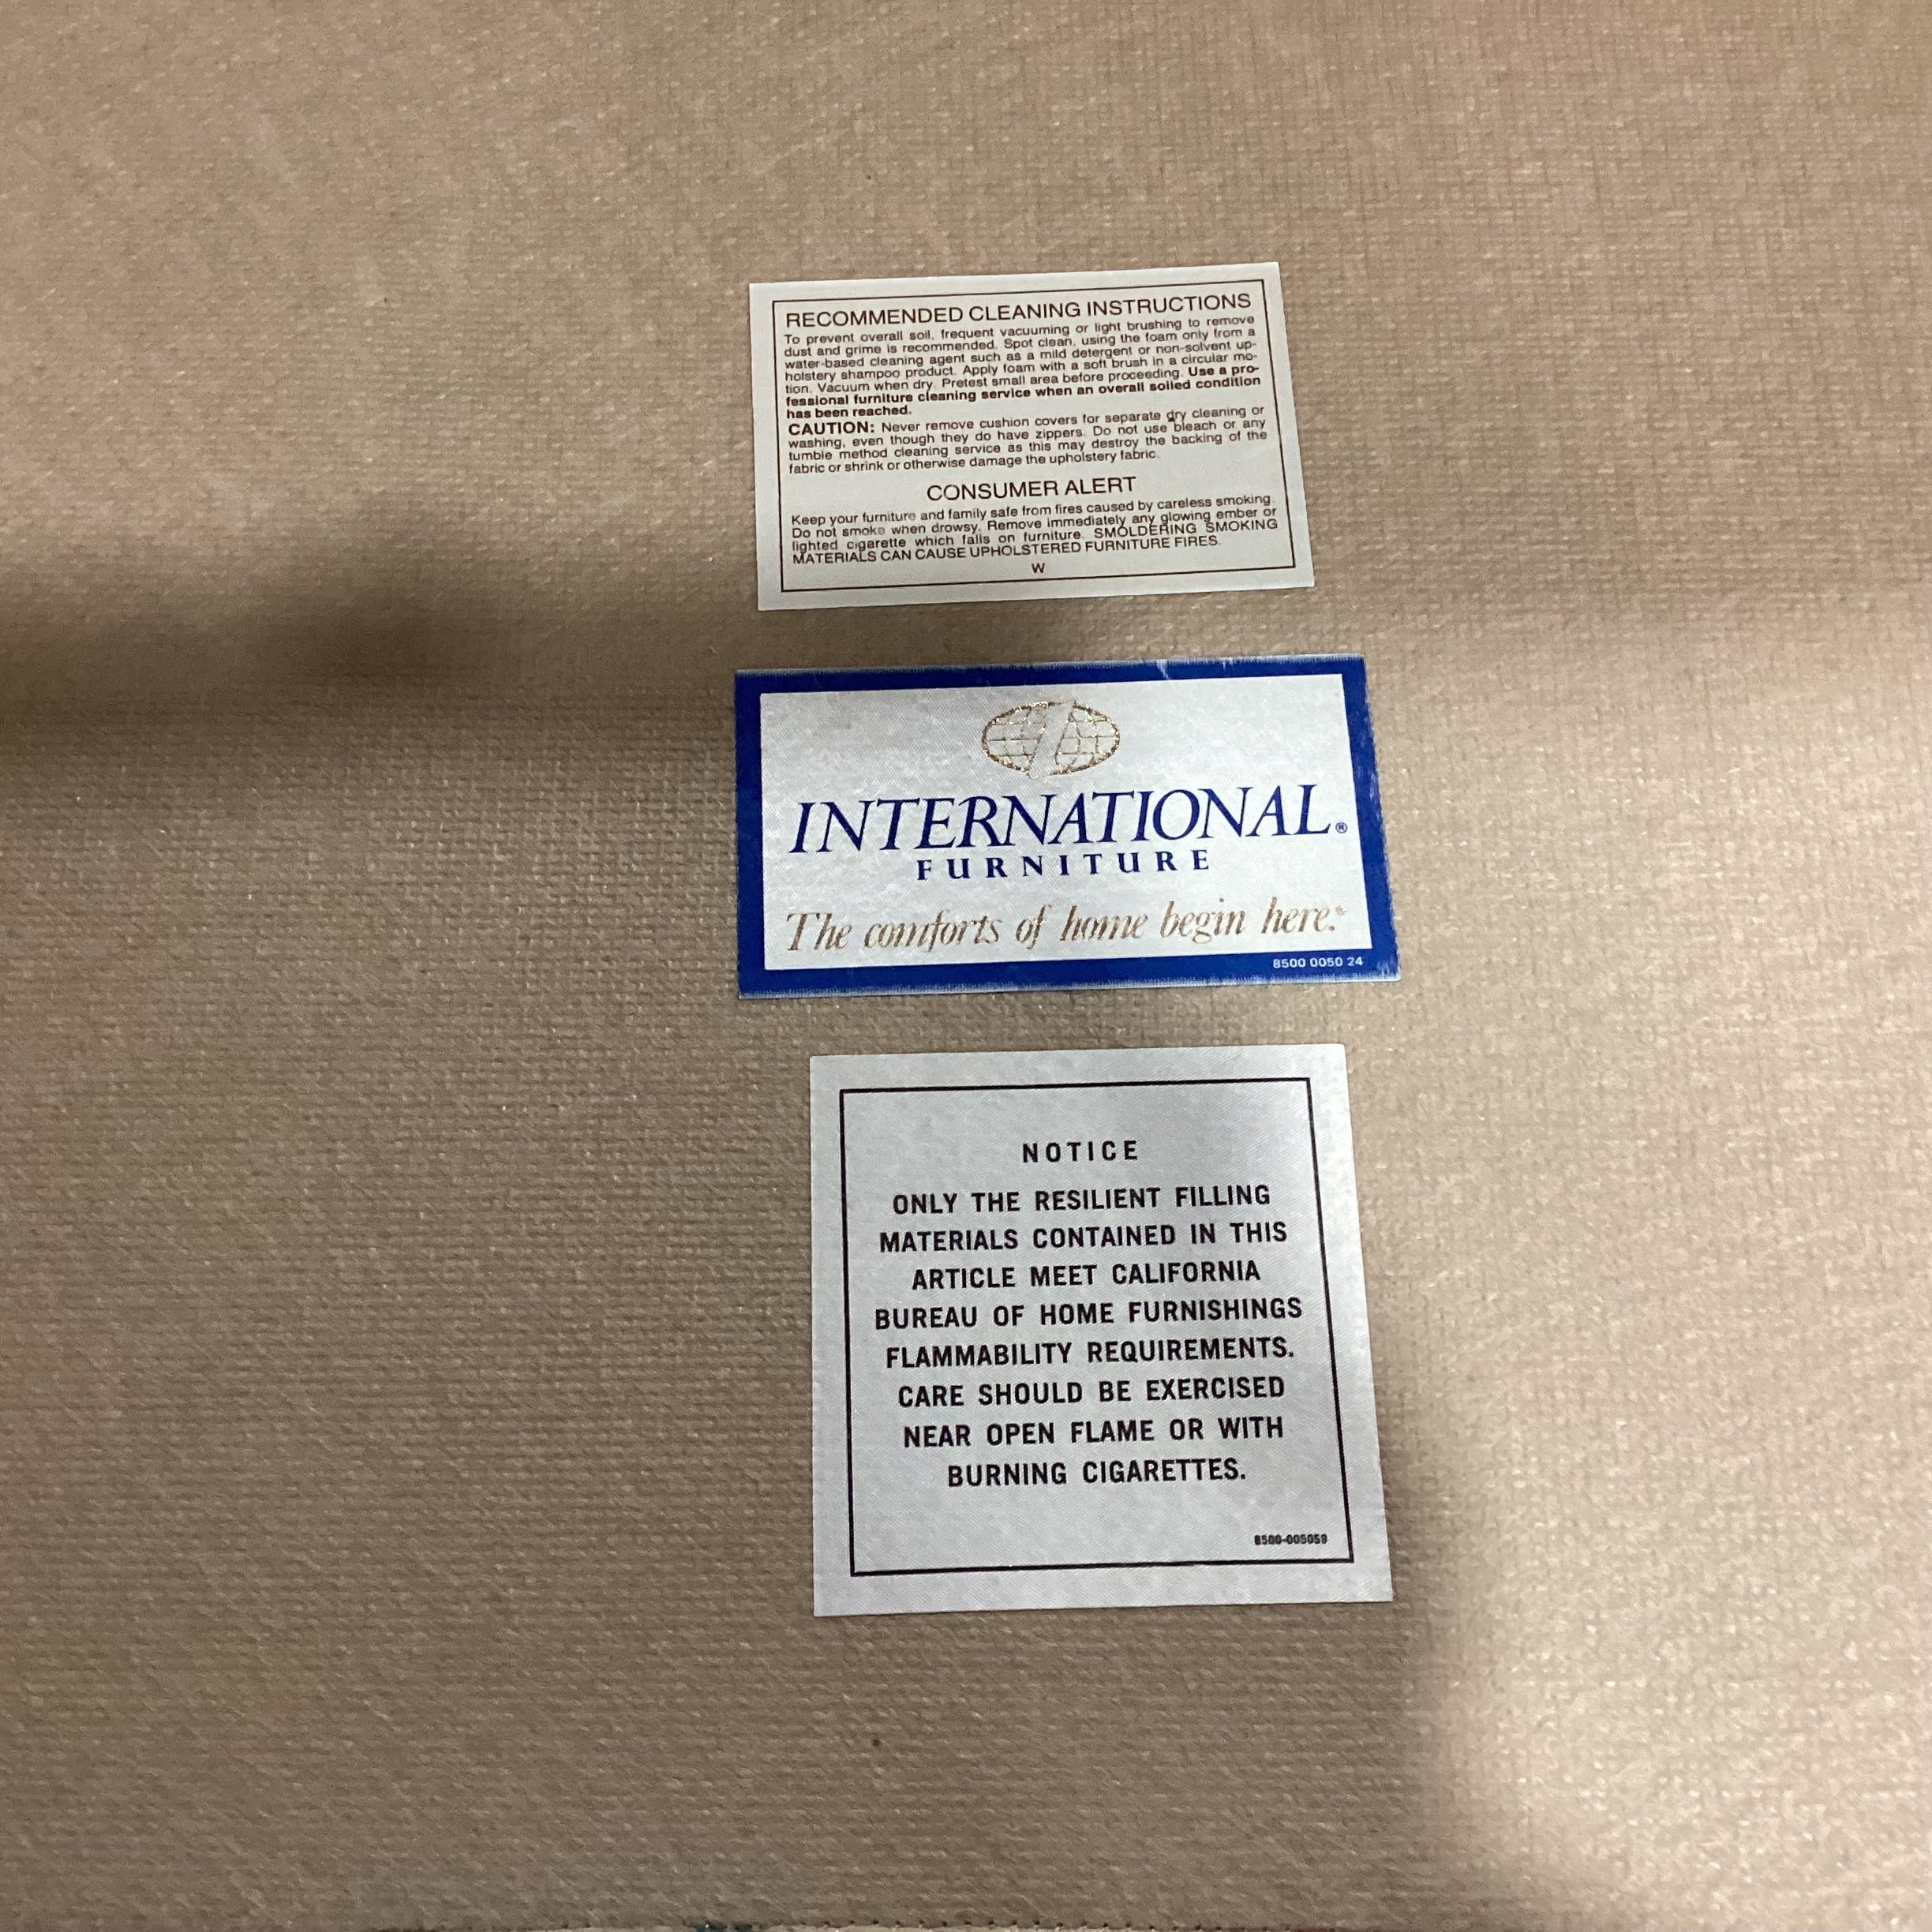 RECOMMENDED CLEANING INSTRUCTIONS
To prevent overall soil, frequent vacuuming or light brushing to remove
dust and grime is recommended. Spot clean, using the foam only from a
water-based cleaning agent such as a mild detergent or non-solvent up-
holstery shampoo product. Apply foam with a soft brush in a circular mo-
tion. Vacuum when dry. Pretest small area before proceeding. Use a pro-
fessional furniture cleaning service when an overall soiled condition
has been reached.
CAUTION: Never remove cushion covers for separate dry cleaning or
washing, even though they do have zippers. Do not use bleach or any
tumble method cleaning service as this may destroy the backing of the
fabric or shrink or otherwise damage the upholstery fabric.
CONSUMER ALERT
Keep your furniture and family safe from fires caused by careless smoking.
Do not smoke when drowsy. Remove immediately any glowing ember or
lighted cigarette which falls on furniture. SMOLDERING SMOKING
MATERIALS CAN CAUSE UPHOLSTERED FURNITURE FIRES.
W
INTERNATIONAL®
FURNITURE
The comforts of home begin here.®
8500 0050 24
NOTICE
ONLY THE RESILIENT FILLING
MATERIALS CONTAINED IN THIS
ARTICLE MEET CALIFORNIA
BUREAU OF HOME FURNISHINGS
FLAMMABILITY REQUIREMENTS.
CARE SHOULD BE EXERCISED
NEAR OPEN FLAME OR WITH
BURNING CIGARETTES.
8500-005059